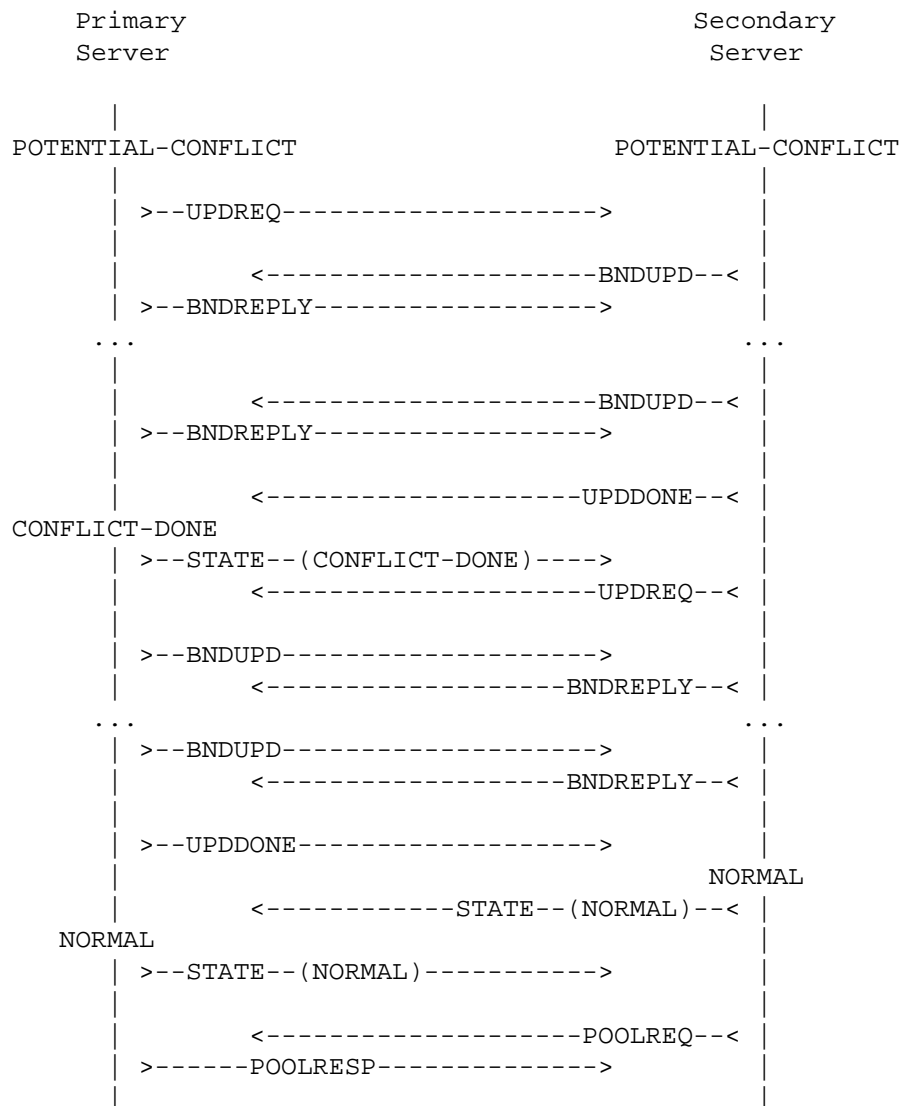 Primary                                Secondary
Server                                  Server
|                                        |
POTENTIAL-CONFLICT                    POTENTIAL-CONFLICT
|                                        |
| >--UPDREQ--------------------> |
|                                        |
| <---------------------BNDUPD--< |
| >--BNDREPLY------------------> |
... ...
|                                        |
| <---------------------BNDUPD--< |
| >--BNDREPLY------------------> |
|                                        |
| <--------------------UPDDONE--< |
CONFLICT-DONE |
| >--STATE--(CONFLICT-DONE)----> |
| <---------------------UPDREQ--< |
|                                        |
| >--BNDUPD--------------------> |
| <-------------------BNDREPLY--< |
... ...
| >--BNDUPD--------------------> |
| <-------------------BNDREPLY--< |
|                                        |
| >--UPDDONE-------------------> |
| NORMAL
| <------------STATE--(NORMAL)--< |
NORMAL |
| >--STATE--(NORMAL)-----------> |
|                                        |
| <--------------------POOLREQ--< |
| >------POOLRESP--------------> |
|                                        |